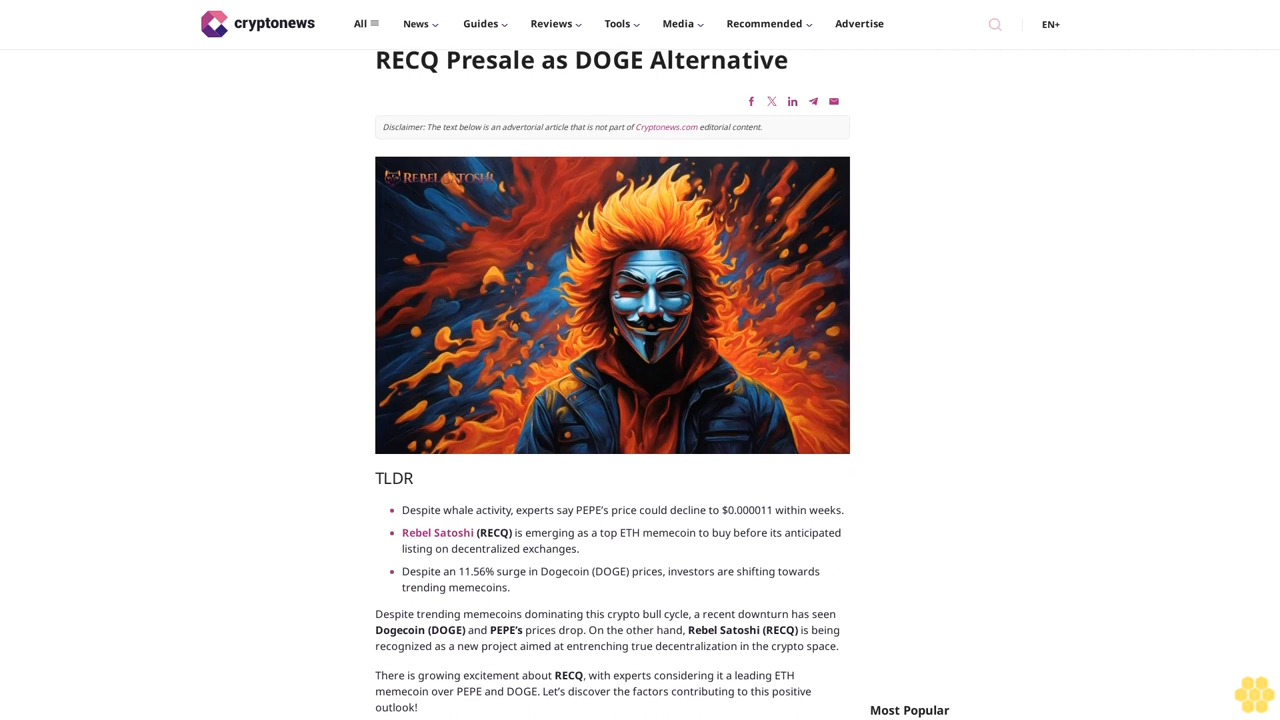 cryptonews
All News Guides Reviews Tools Media Recommended Advertise EN+
RECQ Presale as DOGE Alternative
Disclaimer: The text below is an advertorial article that is not part of Cryptonews.com editorial content.
REBEL SATOSHI
TLDR
Despite whale activity, experts say PEPE’s price could decline to $0.000011 within weeks.
Rebel Satoshi (RECQ) is emerging as a top ETH memecoin to buy before its anticipated
listing on decentralized exchanges.
Despite an 11.56% surge in Dogecoin (DOGE) prices, investors are shifting towards
trending memecoins.
Despite trending memecoins dominating this crypto bull cycle, a recent downturn has seen
Dogecoin (DOGE) and PEPE’s prices drop. On the other hand, Rebel Satoshi (RECQ) is being
recognized as a new project aimed at entrenching true decentralization in the crypto space.
There is growing excitement about RECQ, with experts considering it a leading ETH
memecoin over PEPE and DOGE. Let’s discover the factors contributing to this positive
outlook!
Most Popular